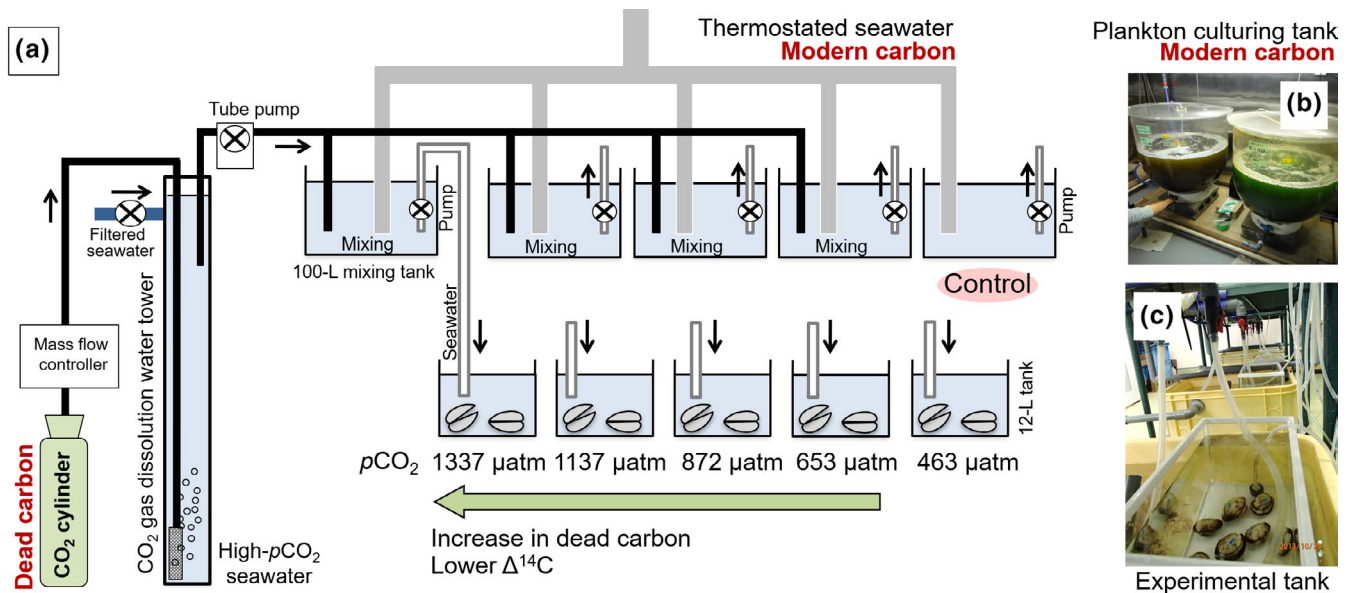 (a)
Thermostated seawater
Modern carbon
Plankton culturing tank
Modern carbon
(b)
Tube pump
Filtered
seawater
Mixing
Pump
Mixing
Mixing
Mixing
Pump
100-L mixing tank
Control
Mass flow
controller
Dead carbon
CO₂ cylinder
CO₂ gas dissolution water tower
High-pCO₂
seawater
Seawater
12-L tank
pCO₂ 1337 µatm 1137 µatm 872 µatm 653 µatm 463 µatm
Increase in dead carbon
Lower Δ¹⁴C
(c)
Experimental tank